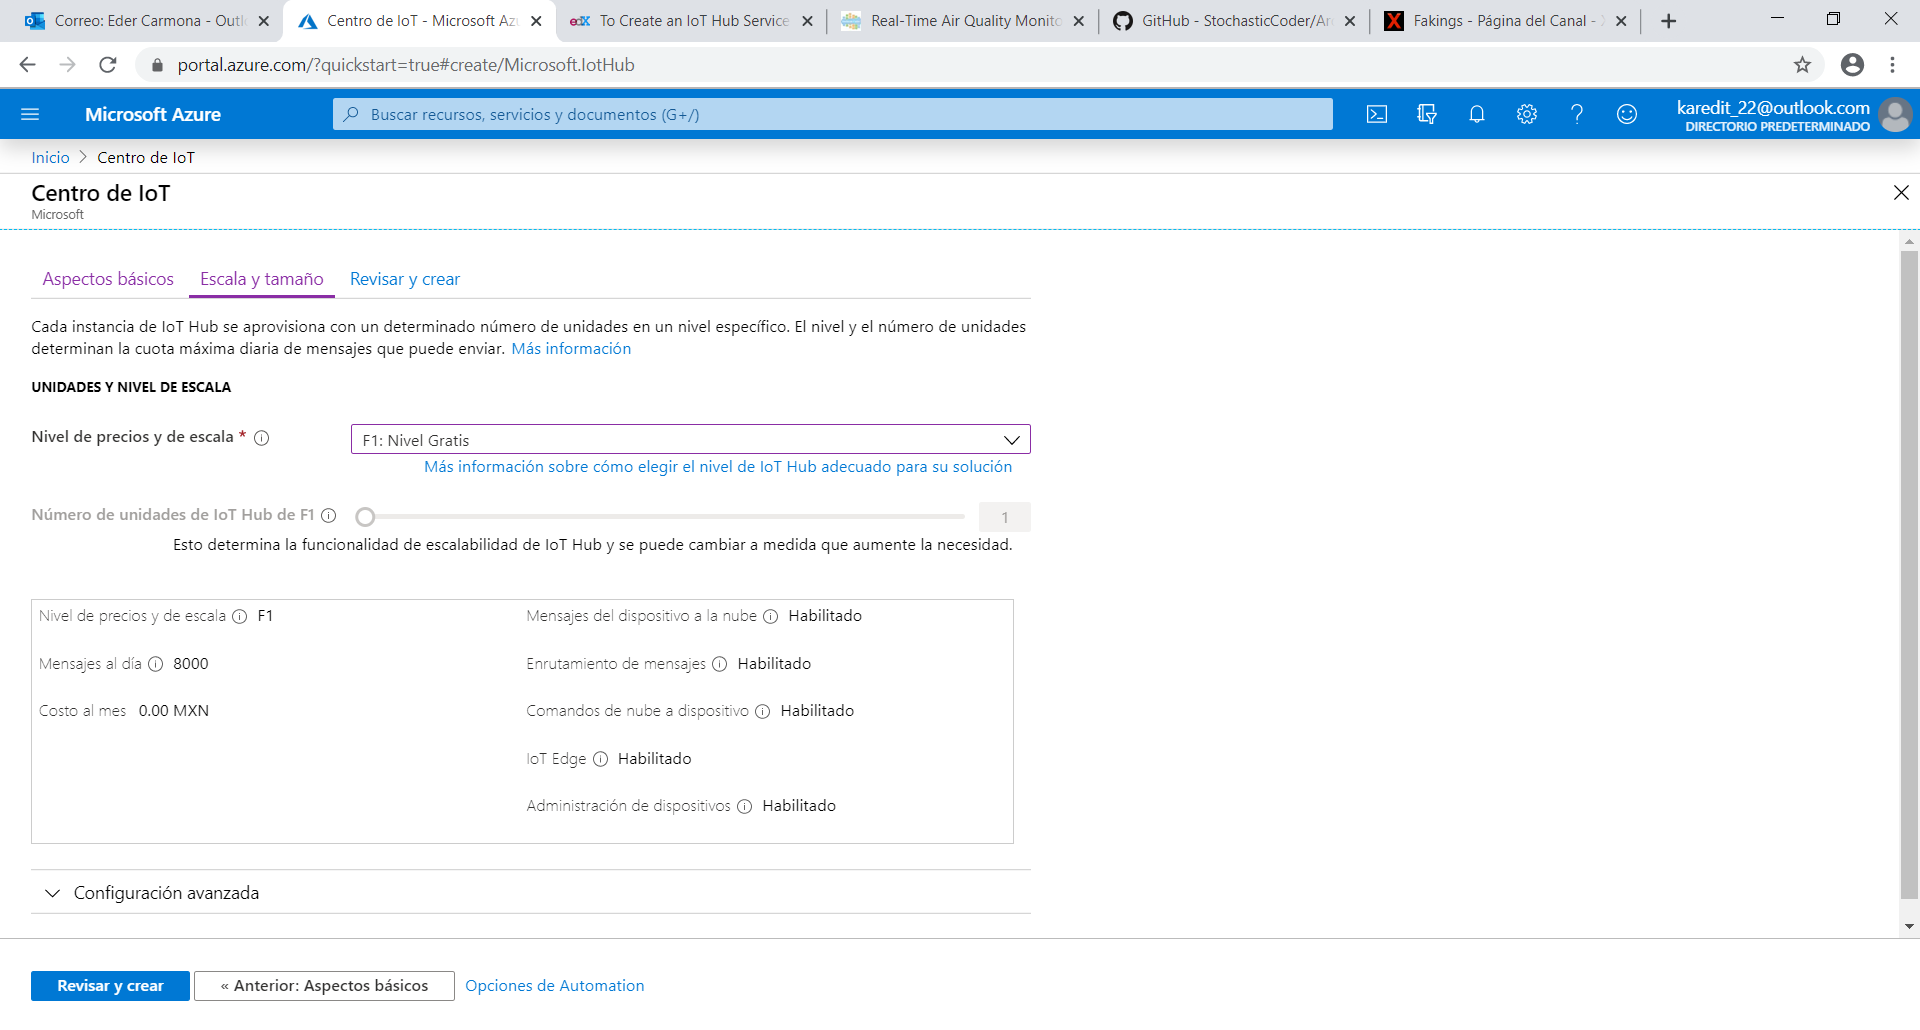 Correo: Eder Carmona - Outl
Centro de IoT - Microsoft Az
edX To Create an IoT Hub Service
Real-Time Air Quality Monito
GitHub - StochasticCoder/Ar
X Fakings - Página del Canal -
portal.azure.com/?quickstart=true#create/Microsoft.IotHub
Microsoft Azure
Buscar recursos, servicios y documentos (G+/)
karedit_22@outlook.com
DIRECTORIO PREDETERMINADO
Inicio > Centro de IoT
Centro de IoT
Microsoft
Aspectos básicos Escala y tamaño Revisar y crear
Cada instancia de IoT Hub se aprovisiona con un determinado número de unidades en un nivel específico. El nivel y el número de unidades
determinan la cuota máxima diaria de mensajes que puede enviar. Más información
UNIDADES Y NIVEL DE ESCALA
Nivel de precios y de escala *
F1: Nivel Gratis
Más información sobre cómo elegir el nivel de IoT Hub adecuado para su solución
Número de unidades de IoT Hub de F1
1
Esto determina la funcionalidad de escalabilidad de IoT Hub y se puede cambiar a medida que aumente la necesidad.
Nivel de precios y de escala F1
Mensajes al día 8000
Costo al mes 0.00 MXN
Mensajes del dispositivo a la nube Habilitado
Enrutamiento de mensajes Habilitado
Comandos de nube a dispositivo Habilitado
IoT Edge Habilitado
Administración de dispositivos Habilitado
Configuración avanzada
Revisar y crear
« Anterior: Aspectos básicos
Opciones de Automation